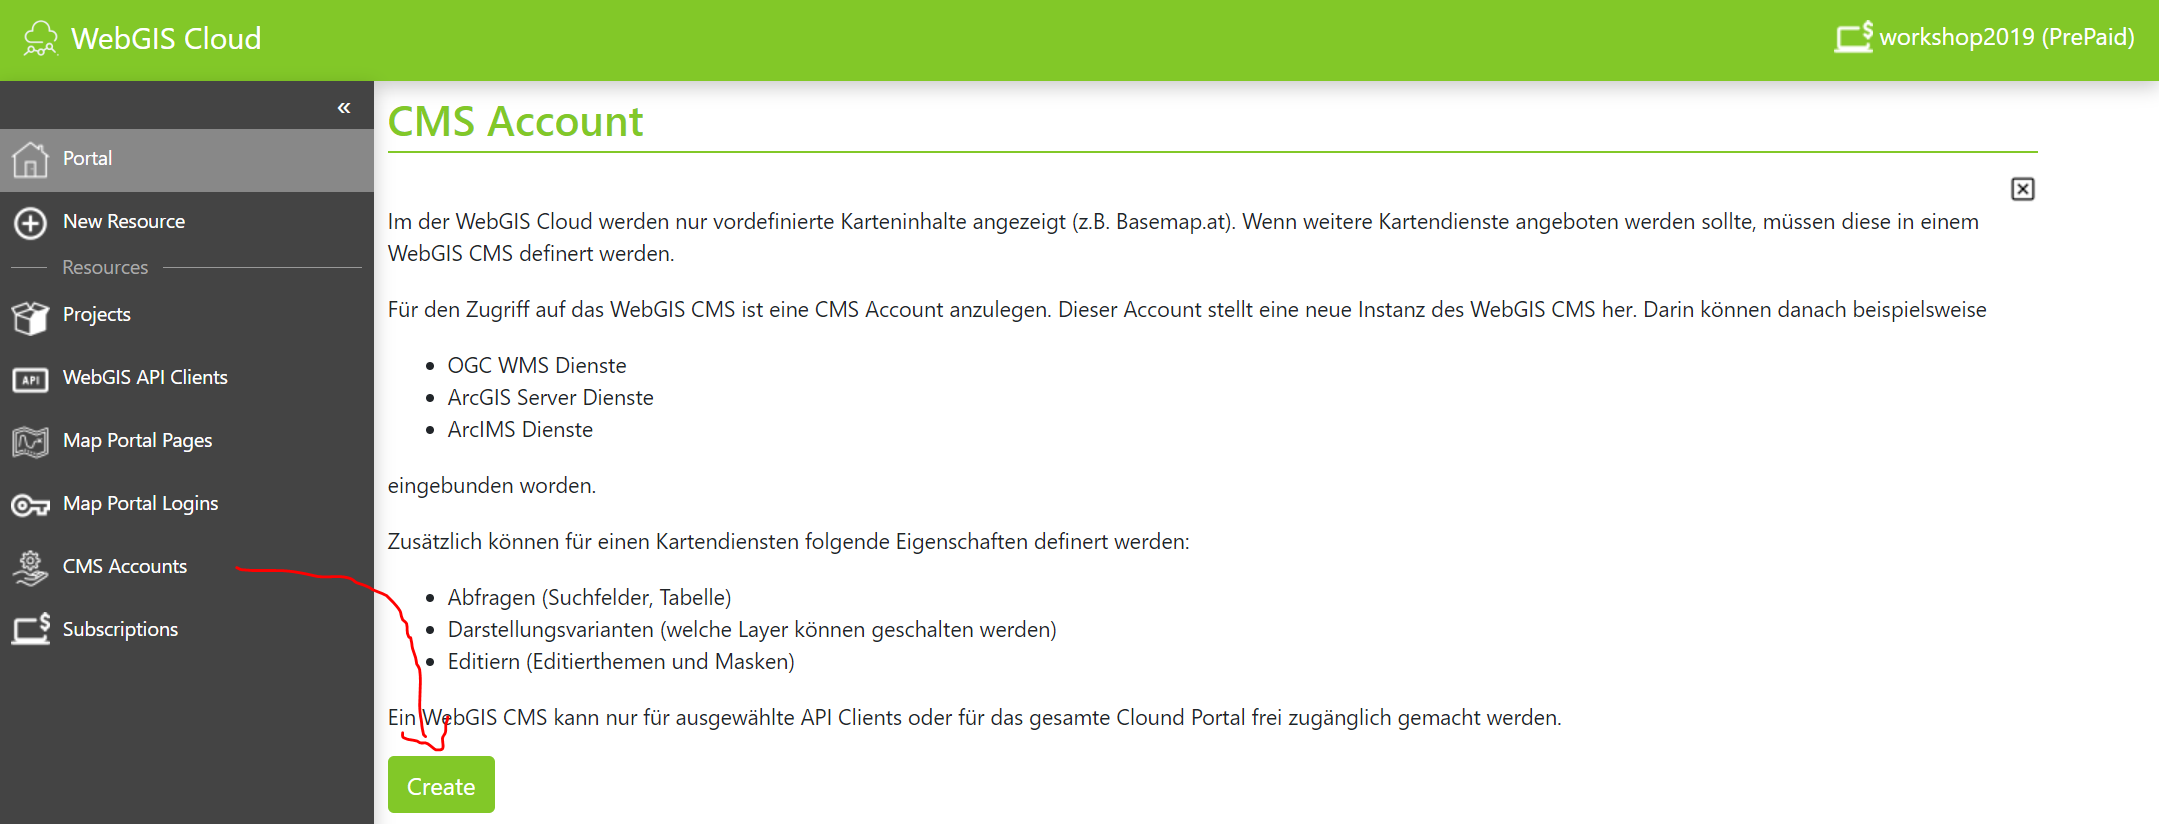 WebGIS Cloud
workshop2019 (PrePaid)
«
Portal
New Resource
Resources
Projects
API
WebGIS API Clients
Map Portal Pages
Map Portal Logins
CMS Accounts
Subscriptions
CMS Account
Im der WebGIS Cloud werden nur vordefinierte Karteninhalte angezeigt (z.B. Basemap.at). Wenn weitere Kartendienste angeboten werden sollte, müssen diese in einem
WebGIS CMS definert werden.
Für den Zugriff auf das WebGIS CMS ist eine CMS Account anzulegen. Dieser Account stellt eine neue Instanz des WebGIS CMS her. Darin können danach beispielsweise
• OGC WMS Dienste
• ArcGIS Server Dienste
• ArcIMS Dienste
eingebunden worden.
Zusätzlich können für einen Kartendiensten folgende Eigenschaften definert werden:
• Abfragen (Suchfelder, Tabelle)
• Darstellungsvarianten (welche Layer können geschalten werden)
• Editiern (Editierthemen und Masken)
Ein WebGIS CMS kann nur für ausgewählte API Clients oder für das gesamte Clound Portal frei zugänglich gemacht werden.
Create